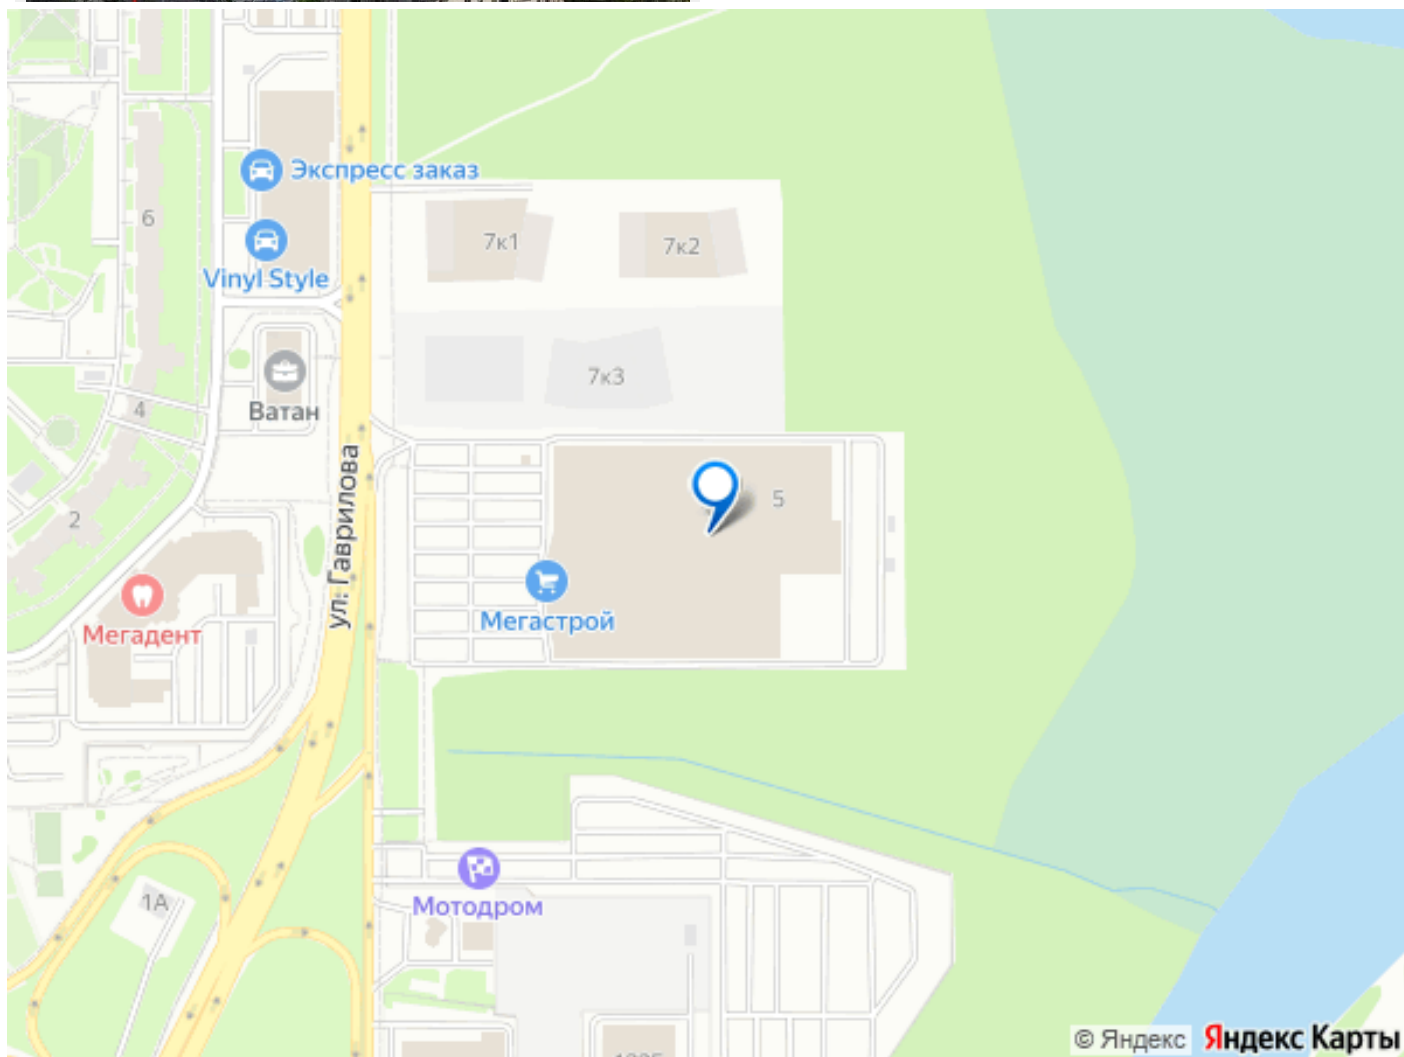 Экспресс заказ
6
7к1
7к2
Vinyl Style
7к3
Ватан
4
ул. Гаврилова
5
2
Мегастрой
Мегадент
1А
Мотодром
© Яндекс Яндекс Карты